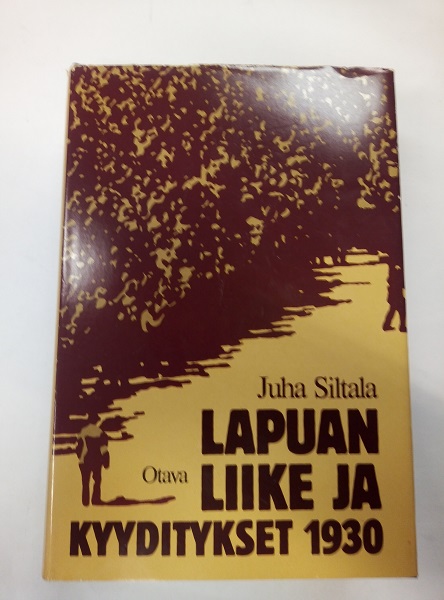 Juha Siltala
LAPUAN
Otava LIIKE JA
KYYDITYKSET 1930